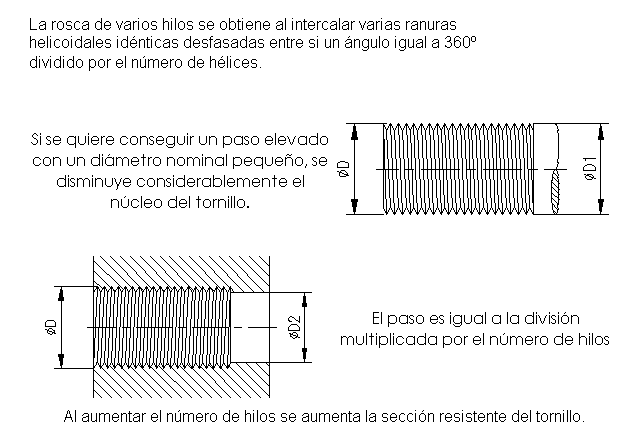 La rosca de varios hilos se obtiene al intercalar varias ranuras
helicoidales idénticas desfasadas entre si un ángulo igual a 360º
dividido por el número de hélices.
Si se quiere conseguir un paso elevado
con un diámetro nominal pequeño, se
disminuye considerablemente el
núcleo del tornillo.
øD
øD1
øD
øD2
El paso es igual a la división
multiplicada por el número de hilos
Al aumentar el número de hilos se aumenta la sección resistente del tornillo.